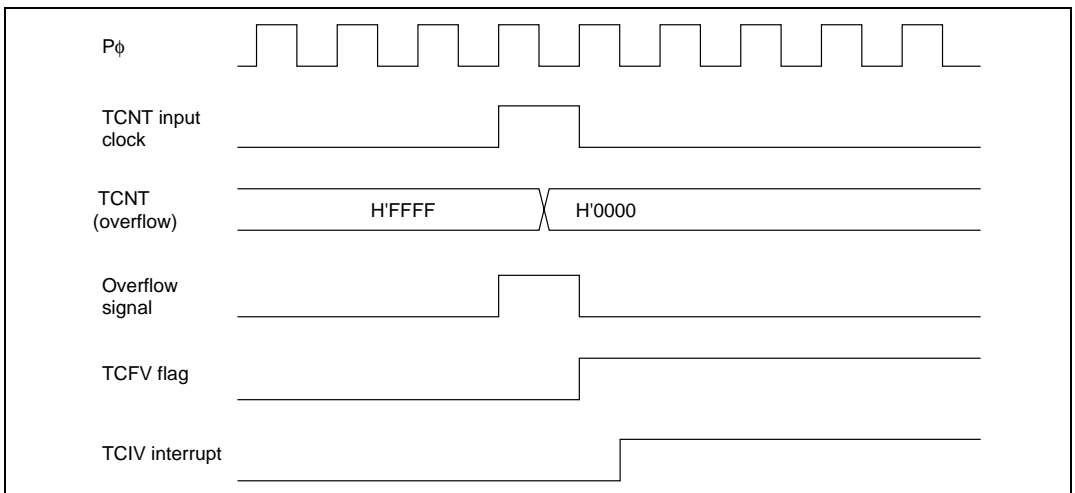 Pϕ
TCNT input
clock
TCNT
(overflow)
H'FFFF
H'0000
Overflow
signal
TCFV flag
TCIV interrupt